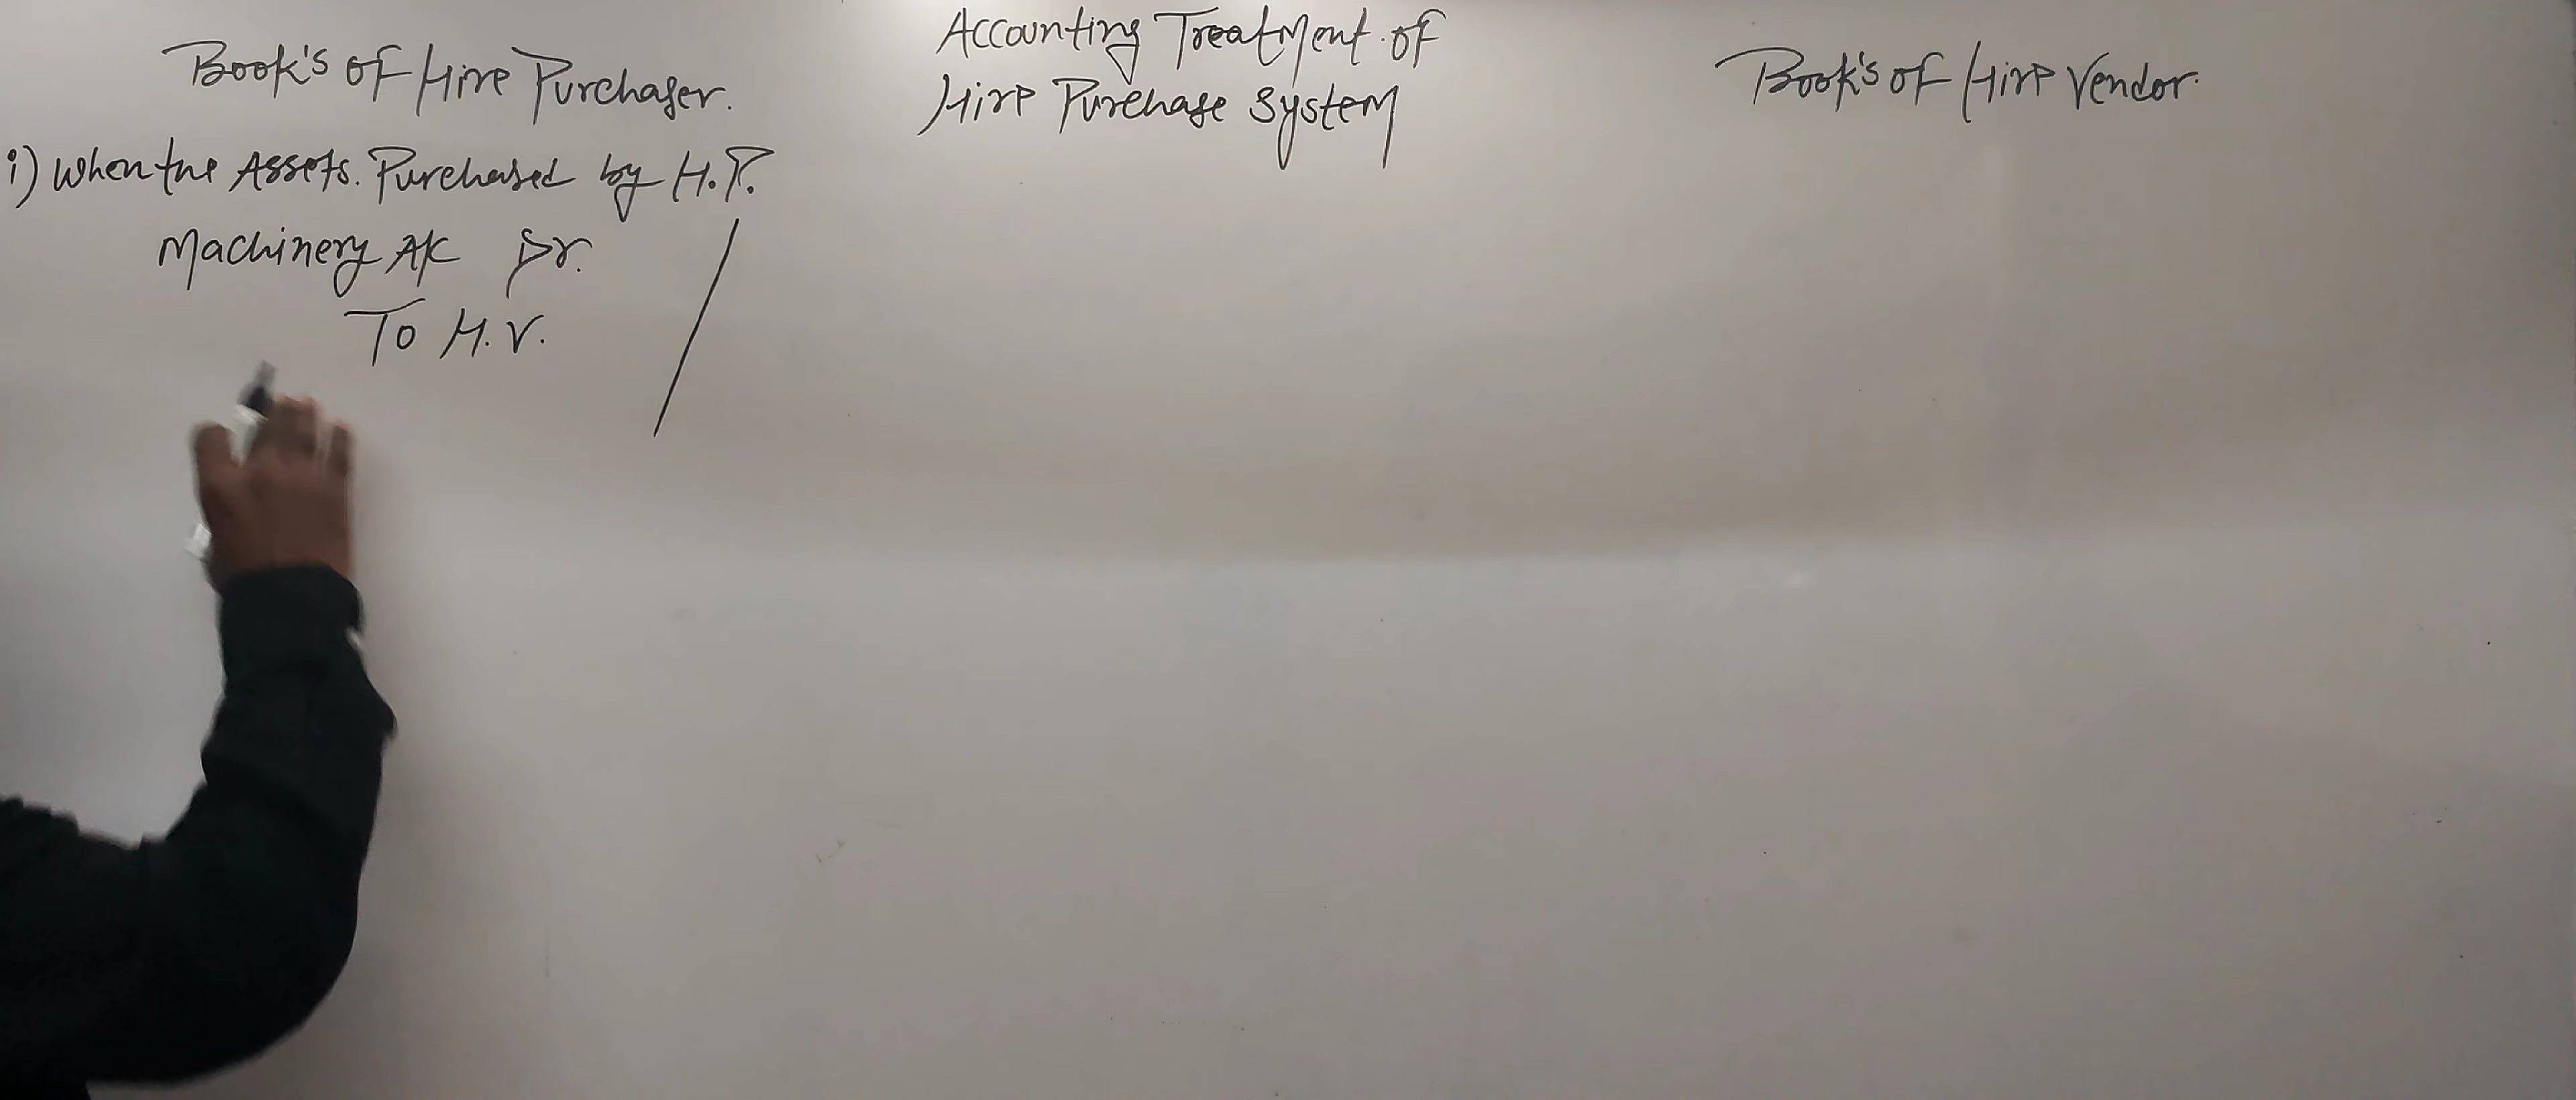 Accounting Treatment of
Hire Purchase System
Book's of Hire Purchaser.
Book's of Hire Vendor.
i) When the Assets. Purchased by H.P.
Machinery A/c Dr.
To H.V.